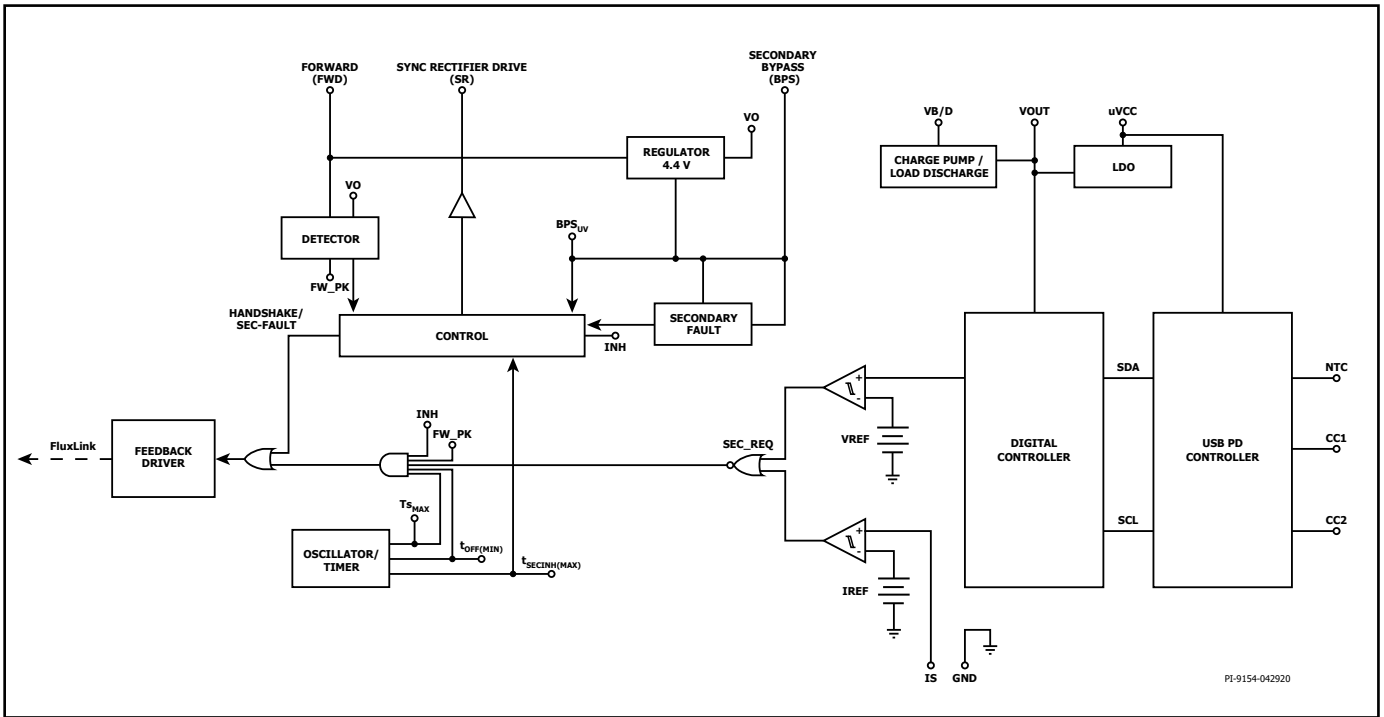 FORWARD
(FWD)
SYNC RECTIFIER DRIVE
(SR)
SECONDARY
BYPASS
(BPS)
VO
VB/D
VOUT
uVCC
REGULATOR
4.4 V
CHARGE PUMP /
LOAD DISCHARGE
LDO
VO
DETECTOR
BPSUV
FW_PK
HANDSHAKE/
SEC-FAULT
CONTROL
INH
SECONDARY
FAULT
SDA
NTC
+
-
INH
FW_PK
VREF
SEC_REQ
FluxLink
FEEDBACK
DRIVER
DIGITAL
CONTROLLER
USB PD
CONTROLLER
CC1
TsMAX
OSCILLATOR/
TIMER
tOFF(MIN)
tSECINH(MAX)
+
-
IREF
SCL
CC2
IS
GND
PI-9154-042920